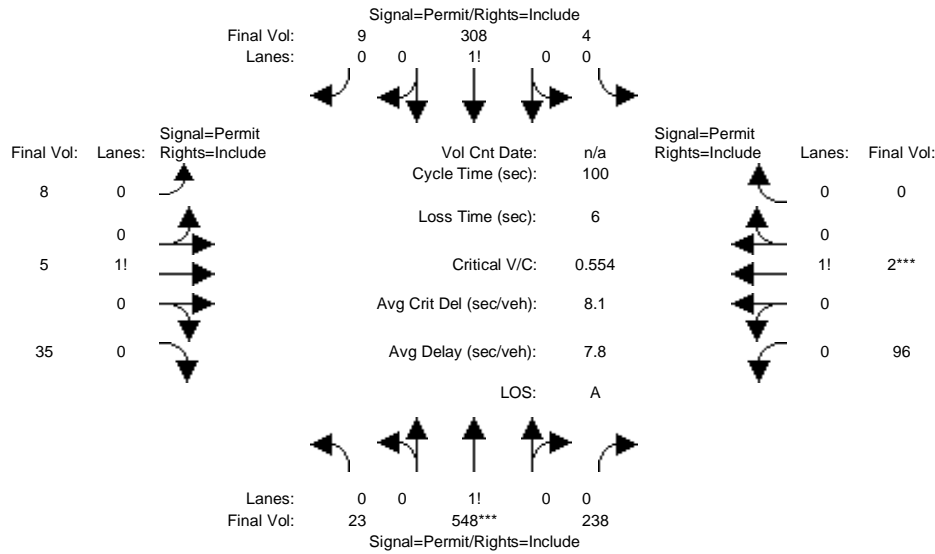 Signal=Permit/Rights=Include
Final Vol: 9 308 4
Lanes: 0 0 1! 0 0
Signal=Permit
Final Vol: Lanes: Rights=Include
Vol Cnt Date: n/a
Signal=Permit
Rights=Include Lanes: Final Vol:
8 0
Cycle Time (sec): 100
0 0
0
Loss Time (sec): 6
0
5 1!
Critical V/C: 0.554
1! 2***
0
Avg Crit Del (sec/veh): 8.1
0
35 0
Avg Delay (sec/veh): 7.8
0 96
LOS: A
Lanes: 0 0 1! 0 0
Final Vol: 23 548*** 238
Signal=Permit/Rights=Include